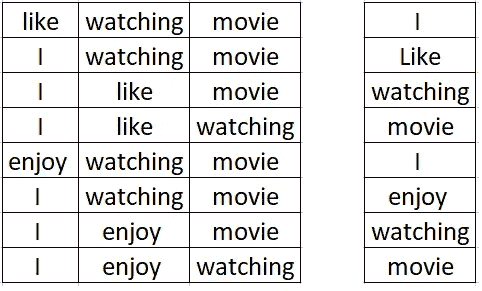 like watching movie I
I watching movie Like
I like movie watching
I like watching movie
enjoy watching movie I
I watching movie enjoy
I enjoy movie watching
I enjoy watching movie